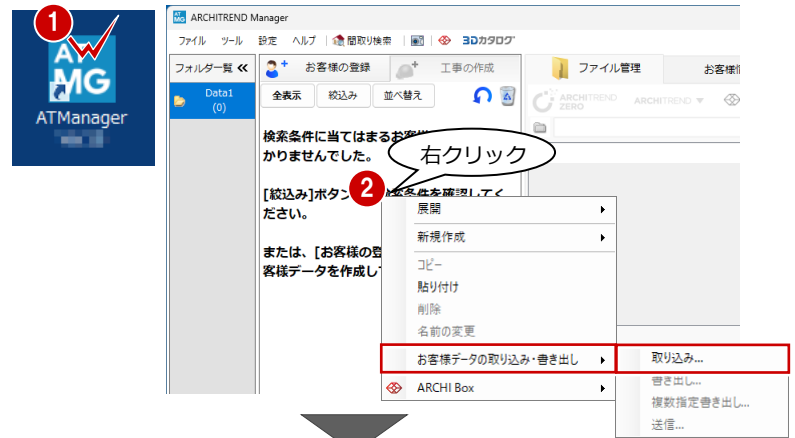 1
AT
MG
ATManager
ARCHITREND Manager
ファイル ツール 設定 ヘルプ 間取り検索 3Dカタログ
フォルダ一覧 ≪
お客様の登録
工事の作成
ファイル管理
お客様情
Data1
(0)
全表示 絞込み 並べ替え
ARCHITREND
ZERO
ARCHITREND ▼
検索条件に当てはまるお客様
かりませんでした。
右クリック
2
[絞込み]ボタン 検索条件を確認してく
ださい。
または、[お客様の登
客様データを作成して
展開
新規作成
コピー
貼り付け
削除
名前の変更
お客様データの取り込み・書き出し
ARCHI Box
取り込み...
書き出し...
複数指定書き出し...
送信...